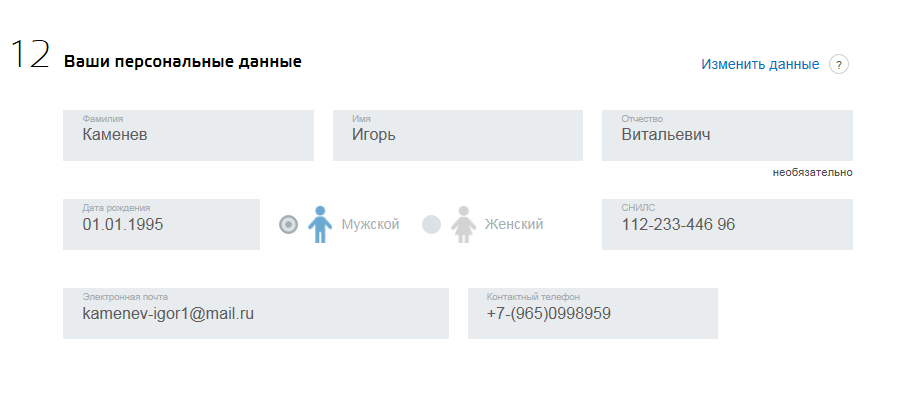 12 Ваши персональные данные Изменить данные ?
Фамилия Имя Отчество
Каменев Игорь Витальевич
необязательно
Дата рождения СНИЛС
01.01.1995 Мужской Женский 112-233-446 96
Электронная почта Контактный телефон
kamenev-igor1@mail.ru +7-(965)0998959